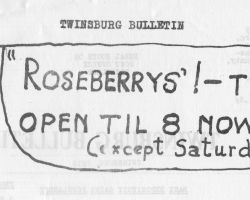 TWINSBURG BULLETIN
"ROSEBERRYS'!—T
OPEN TIL 8 NOW
(except Saturd